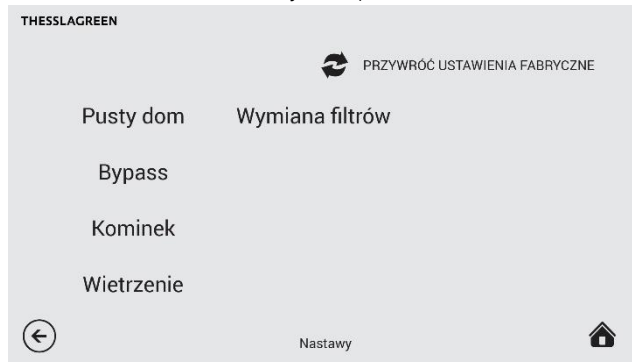 THESSLAGREEN
PRZYWRÓĆ USTAWIENIA FABRYCZNE
Pusty dom Wymiana filtrów
Bypass
Kominek
Wietrzenie
Nastawy